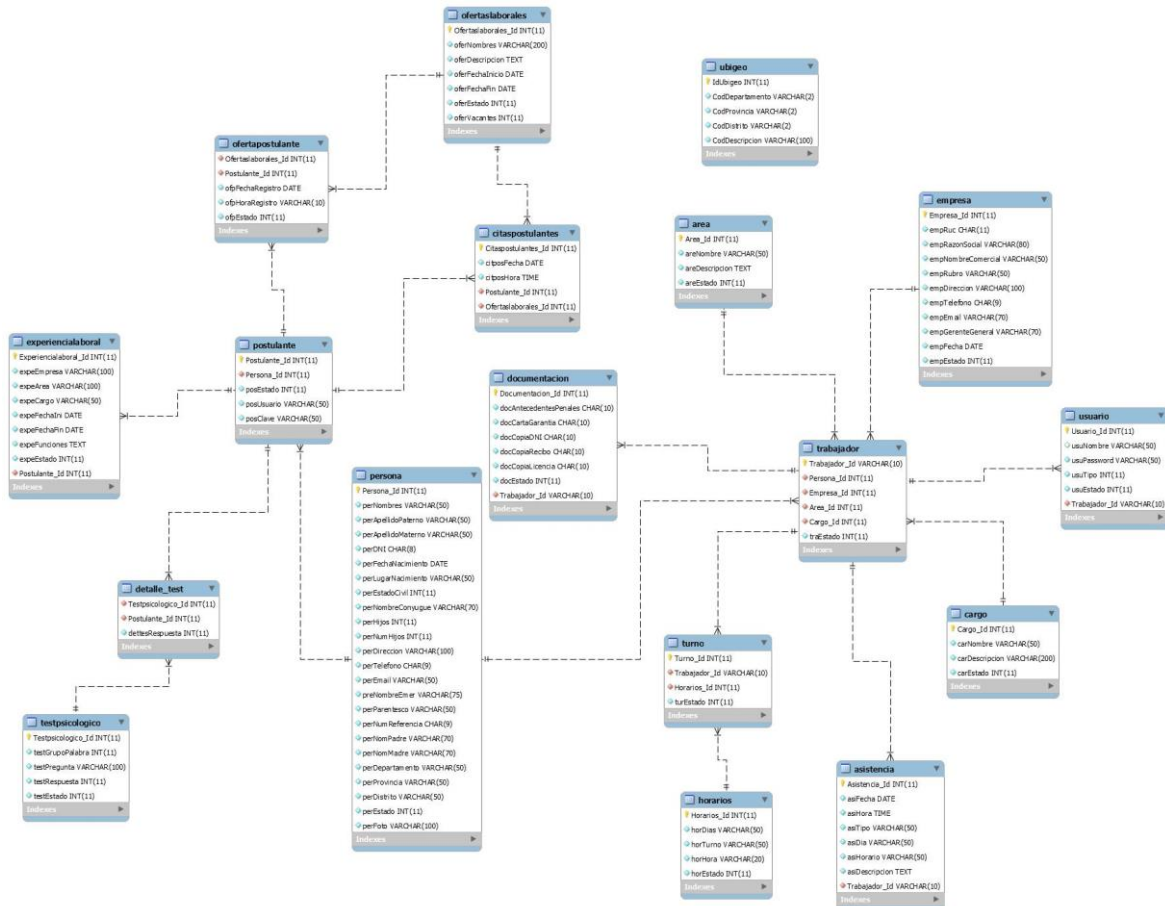 ofertaslaborales
Ofertaslaborales_Id INT(11)
oferNombres VARCHAR(200)
oferDescripcion TEXT
oferFechaInicio DATE
oferFechaFin DATE
oferEstado INT(11)
oferVacantes INT(11)
Indexes
ubigeo
IdUbigeo INT(11)
CodDepartamento VARCHAR(2)
CodProvincia VARCHAR(2)
CodDistrito VARCHAR(2)
CodDescripcion VARCHAR(100)
Indexes
ofertapostulante
Ofertaslaborales_Id INT(11)
Postulante_Id INT(11)
ofpFechaRegistro DATE
ofpHoraRegistro VARCHAR(10)
ofpEstado INT(11)
Indexes
citaspostulantes
Citaspostulantes_Id INT(11)
citposFecha DATE
citposHora TIME
Postulante_Id INT(11)
Ofertaslaborales_Id INT(11)
Indexes
area
Area_Id INT(11)
areNombre VARCHAR(50)
areDescripcion TEXT
areEstado INT(11)
Indexes
empresa
Empresa_Id INT(11)
empRuc CHAR(11)
empRazonSocial VARCHAR(80)
empNombreComercial VARCHAR(50)
empRubro VARCHAR(50)
empDireccion VARCHAR(100)
empTelefono CHAR(9)
empEmail VARCHAR(70)
empGerenteGeneral VARCHAR(70)
empFecha DATE
empEstado INT(11)
Indexes
experiencialaboral
Experiencialaboral_Id INT(11)
expeEmpresa VARCHAR(100)
expeArea VARCHAR(100)
expeCargo VARCHAR(50)
expeFechaIni DATE
expeFechaFin DATE
expeFunciones TEXT
expeEstado INT(11)
Postulante_Id INT(11)
Indexes
postulante
Postulante_Id INT(11)
Persona_Id INT(11)
posEstado INT(11)
posUsuario VARCHAR(50)
posClave VARCHAR(50)
Indexes
documentacion
Documentacion_Id INT(11)
docAntecedentesPenales CHAR(10)
docCartaGarantia CHAR(10)
docCopiaDNI CHAR(10)
docCopiaRecibo CHAR(10)
docCopiaLicencia CHAR(10)
docEstado INT(11)
Trabajador_Id VARCHAR(10)
Indexes
usuario
Usuario_Id INT(11)
usuNombre VARCHAR(50)
usuPassword VARCHAR(50)
usuTipo INT(11)
usuEstado INT(11)
Trabajador_Id VARCHAR(10)
Indexes
trabajador
Trabajador_Id VARCHAR(10)
Persona_Id INT(11)
Empresa_Id INT(11)
Area_Id INT(11)
Cargo_Id INT(11)
traEstado INT(11)
Indexes
persona
Persona_Id INT(11)
perNombres VARCHAR(50)
perApellidoPaterno VARCHAR(50)
perApellidoMaterno VARCHAR(50)
perDNI CHAR(8)
perFechaNacimiento DATE
perLugarNacimiento VARCHAR(50)
perEstadoCivil INT(11)
perNombreConyugue VARCHAR(70)
perHijos INT(11)
perNumHijos INT(11)
perDireccion VARCHAR(100)
perTelefono CHAR(9)
perEmail VARCHAR(50)
preNombreEmer VARCHAR(75)
perParentesco VARCHAR(50)
perNumReferencia CHAR(9)
perNomPadre VARCHAR(70)
perNomMadre VARCHAR(70)
perDepartamento VARCHAR(50)
perProvincia VARCHAR(50)
perDistrito VARCHAR(50)
perEstado INT(11)
perFoto VARCHAR(100)
Indexes
detalle_test
Testpsicologico_Id INT(11)
Postulante_Id INT(11)
dettesRespuesta INT(11)
Indexes
turno
Turno_Id INT(11)
Trabajador_Id VARCHAR(10)
Horarios_Id INT(11)
turEstado INT(11)
Indexes
cargo
Cargo_Id INT(11)
carNombre VARCHAR(50)
carDescripcion VARCHAR(200)
carEstado INT(11)
Indexes
testpsicologico
Testpsicologico_Id INT(11)
testGrupoPalabra INT(11)
testPregunta VARCHAR(100)
testRespuesta INT(11)
testEstado INT(11)
Indexes
horarios
Horarios_Id INT(11)
horDias VARCHAR(50)
horTurno VARCHAR(50)
horHora VARCHAR(20)
horEstado INT(11)
Indexes
asistencia
Asistencia_Id INT(11)
asiFecha DATE
asiHora TIME
asiTipo VARCHAR(50)
asiDia VARCHAR(50)
asiHorario VARCHAR(50)
asiDescripcion TEXT
Trabajador_Id VARCHAR(10)
Indexes